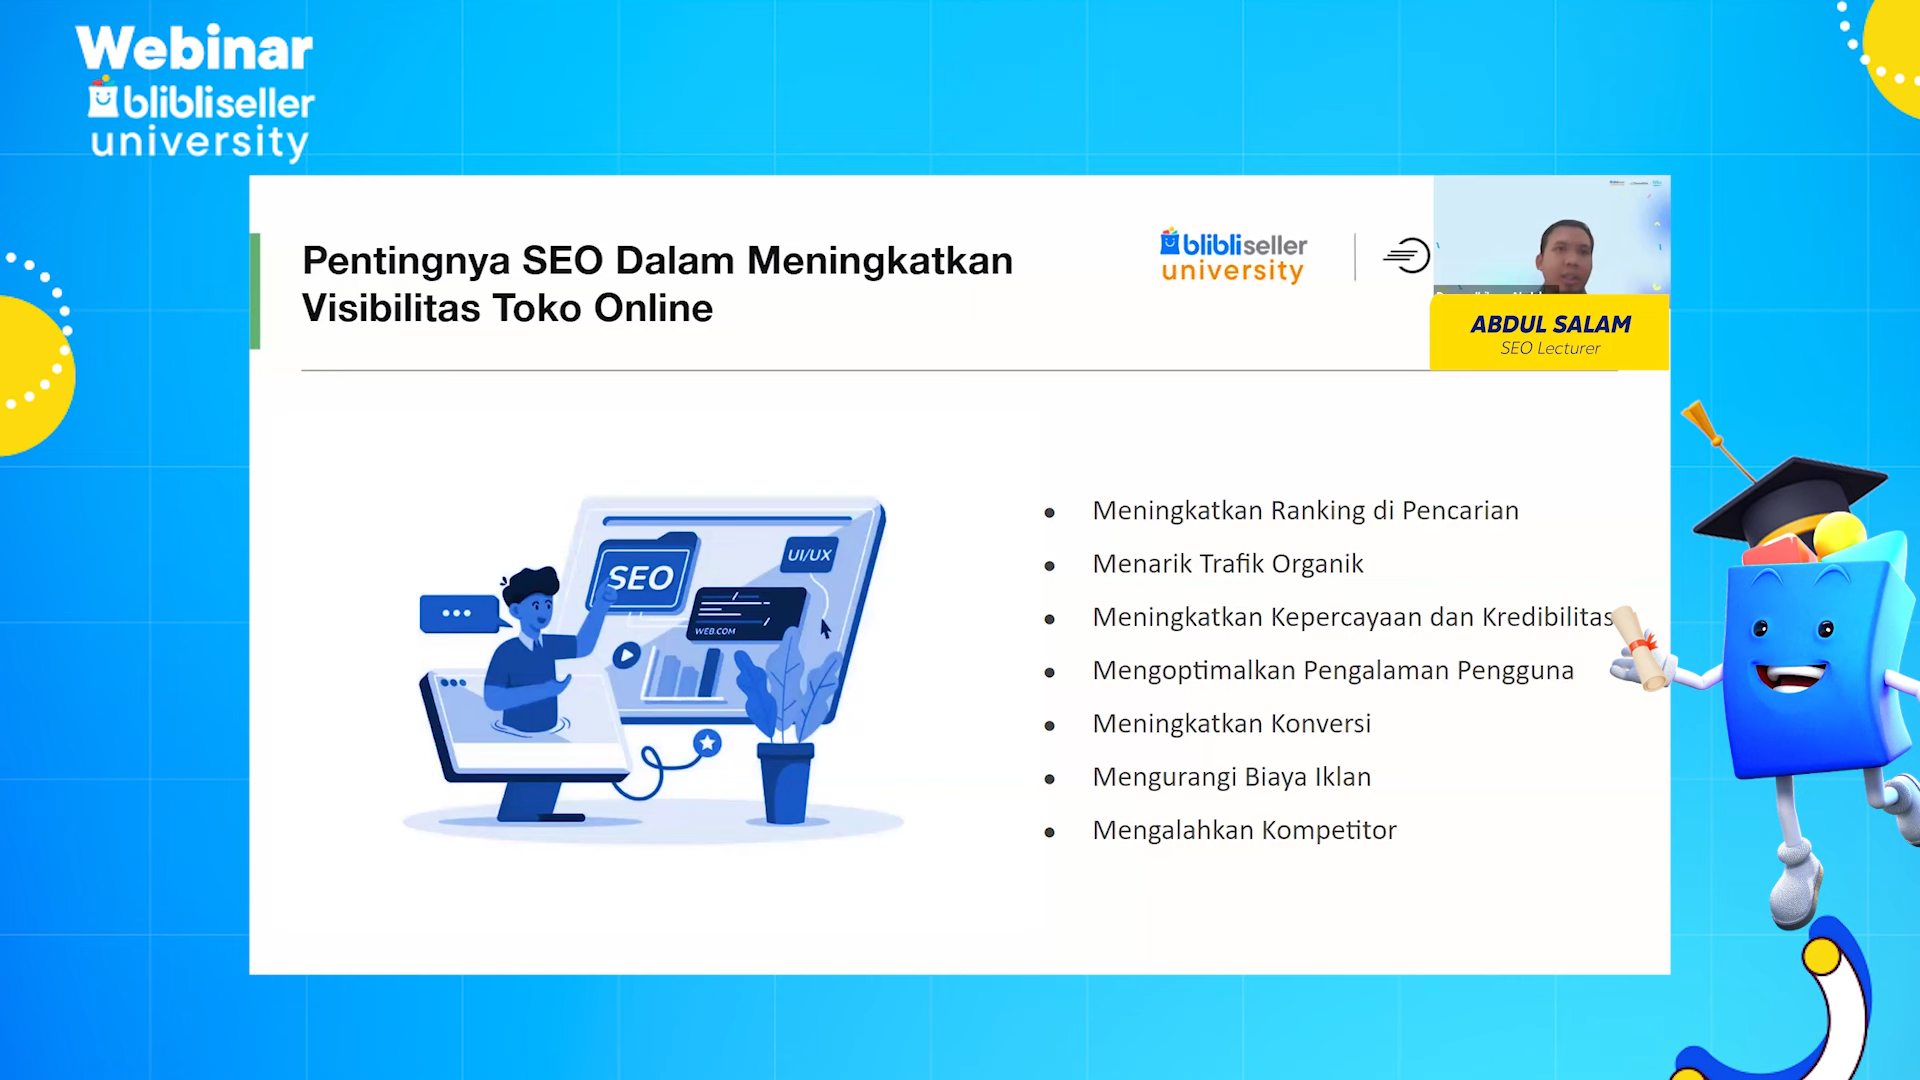 Webinar
blibliseller
university
Pentingnya SEO Dalam Meningkatkan
Visibilitas Toko Online
blibliseller
university
ABDUL SALAM
SEO Lecturer
SEO
UI/UX
WEB.COM
Meningkatkan Ranking di Pencarian
Menarik Trafik Organik
Meningkatkan Kepercayaan dan Kredibilitas
Mengoptimalkan Pengalaman Pengguna
Meningkatkan Konversi
Mengurangi Biaya Iklan
Mengalahkan Kompetitor